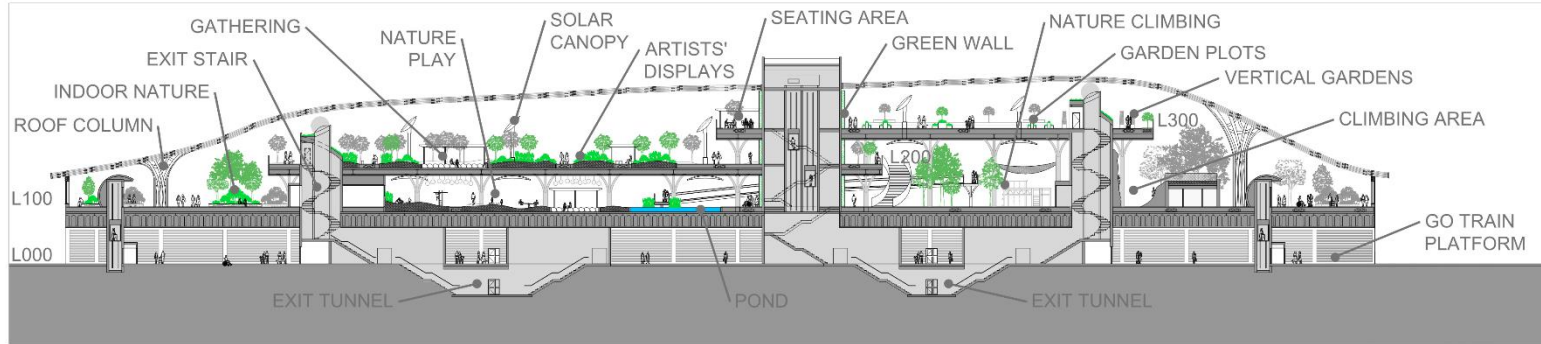 GATHERING
EXIT STAIR
INDOOR NATURE
ROOF COLUMN
NATURE
PLAY
SOLAR
CANOPY
ARTISTS'
DISPLAYS
SEATING AREA
GREEN WALL
NATURE CLIMBING
GARDEN PLOTS
VERTICAL GARDENS
CLIMBING AREA
L300
L200
L100
L000
GO TRAIN
PLATFORM
EXIT TUNNEL
POND
EXIT TUNNEL